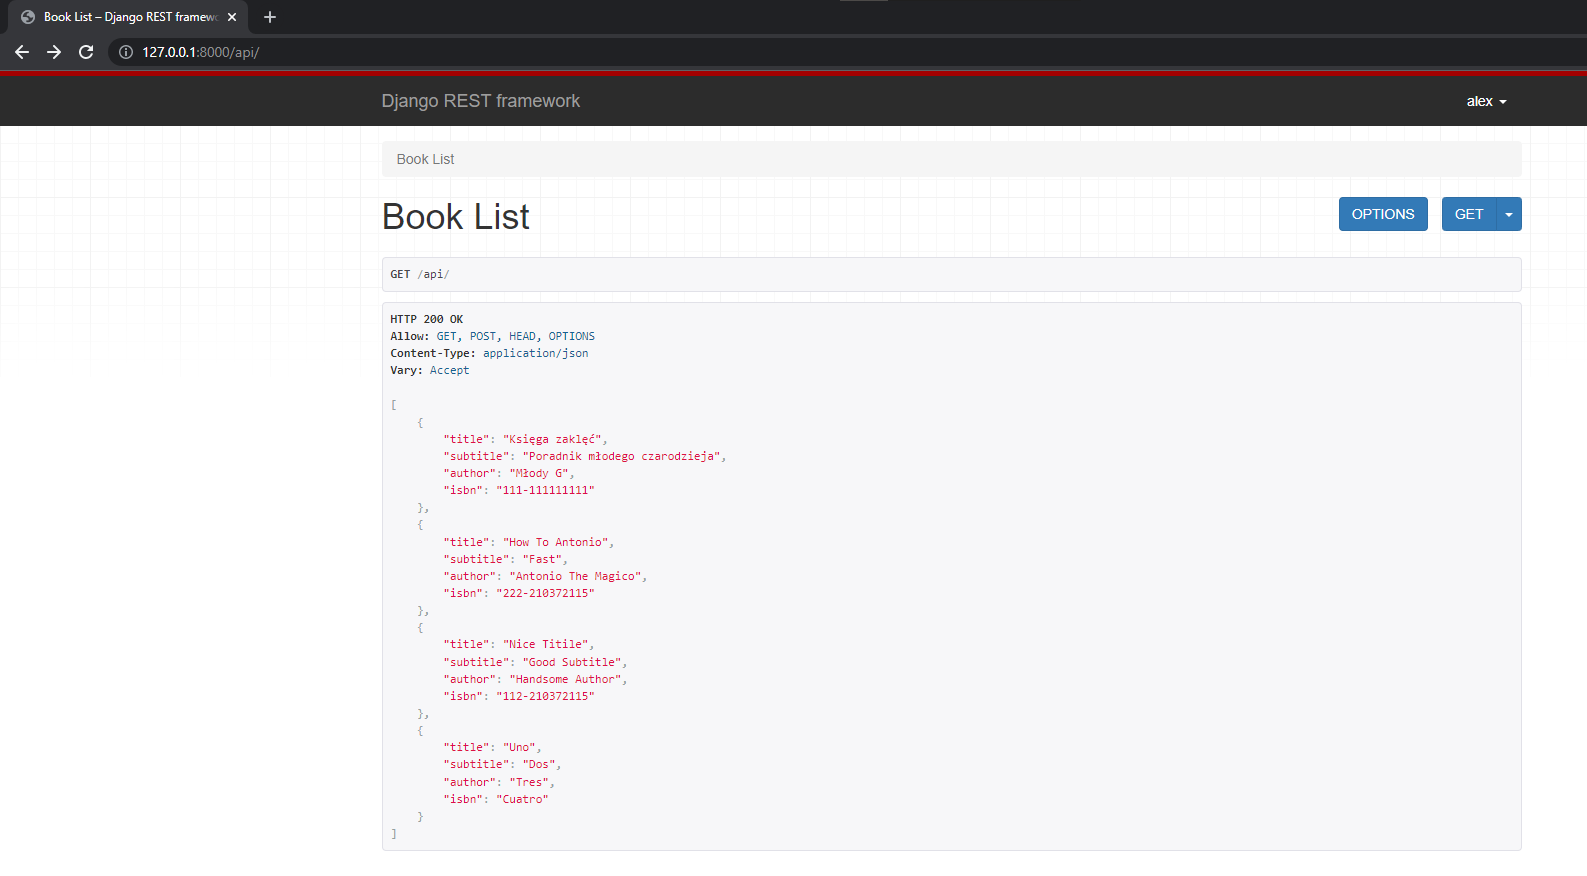 Book List – Django REST framewo
127.0.0.1:8000/api/
Django REST framework
alex
Book List
Book List
OPTIONS
GET
GET /api/
HTTP 200 OK
Allow: GET, POST, HEAD, OPTIONS
Content-Type: application/json
Vary: Accept
[
    {
        "title": "Księga zaklęć",
        "subtitle": "Poradnik młodego czarodzieja",
        "author": "Młody G",
        "isbn": "111-111111111"
    },
    {
        "title": "How To Antonio",
        "subtitle": "Fast",
        "author": "Antonio The Magico",
        "isbn": "222-210372115"
    },
    {
        "title": "Nice Titile",
        "subtitle": "Good Subtitle",
        "author": "Handsome Author",
        "isbn": "112-210372115"
    },
    {
        "title": "Uno",
        "subtitle": "Dos",
        "author": "Tres",
        "isbn": "Cuatro"
    }
]